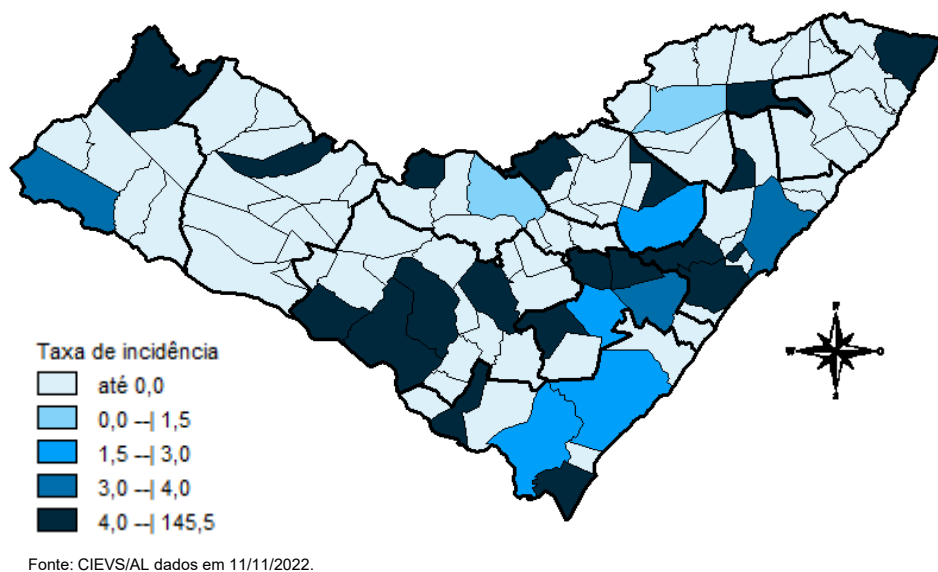 Taxa de incidência
até 0,0
0,0 --| 1,5
1,5 --| 3,0
3,0 --| 4,0
4,0 --| 145,5
Fonte: CIEVS/AL dados em 11/11/2022.